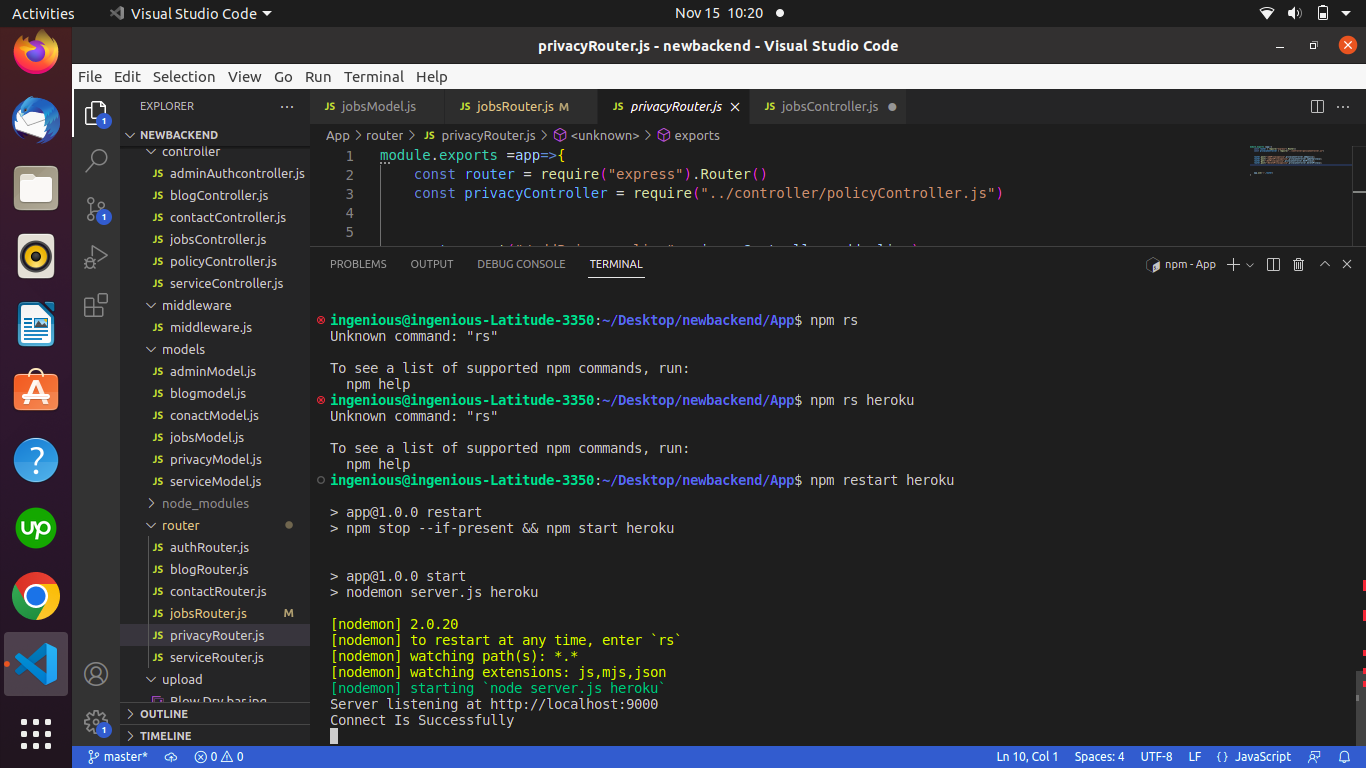 Activities
Visual Studio Code
Nov 15 10:20
privacyRouter.js - newbackend - Visual Studio Code
File Edit Selection View Go Run Terminal Help
EXPLORER
jobsModel.js
jobsRouter.js M
privacyRouter.js
jobsController.js
NEWBACKEND
App > router > JS privacyRouter.js > <unknown> > exports
controller
JS adminAuthcontroller.js
JS blogController.js
JS contactController.js
JS jobsController.js
JS policyController.js
JS serviceController.js
middleware
JS middleware.js
models
JS adminModel.js
JS blogmodel.js
JS conactModel.js
JS jobsModel.js
JS privacyModel.js
JS serviceModel.js
node_modules
router
JS authRouter.js
JS blogRouter.js
JS contactRouter.js
JS jobsRouter.js M
JS privacyRouter.js
JS serviceRouter.js
upload
OUTLINE
TIMELINE
1 module.exports =app=>{
2 const router = require("express").Router()
3 const privacyController = require("../controller/policyController.js")
4
5
PROBLEMS OUTPUT DEBUG CONSOLE TERMINAL
npm - App
ingenious@ingenious-Latitude-3350:~/Desktop/newbackend/App$ npm rs
Unknown command: "rs"
To see a list of supported npm commands, run:
npm help
ingenious@ingenious-Latitude-3350:~/Desktop/newbackend/App$ npm rs heroku
Unknown command: "rs"
To see a list of supported npm commands, run:
npm help
ingenious@ingenious-Latitude-3350:~/Desktop/newbackend/App$ npm restart heroku
> app@1.0.0 restart
> npm stop --if-present && npm start heroku
> app@1.0.0 start
> nodemon server.js heroku
[nodemon] 2.0.20
[nodemon] to restart at any time, enter `rs`
[nodemon] watching path(s): *.*
[nodemon] watching extensions: js,mjs,json
[nodemon] starting `node server.js heroku`
Server listening at http://localhost:9000
Connect Is Successfully
master* 0 0
Ln 10, Col 1 Spaces: 4 UTF-8 LF {} JavaScript